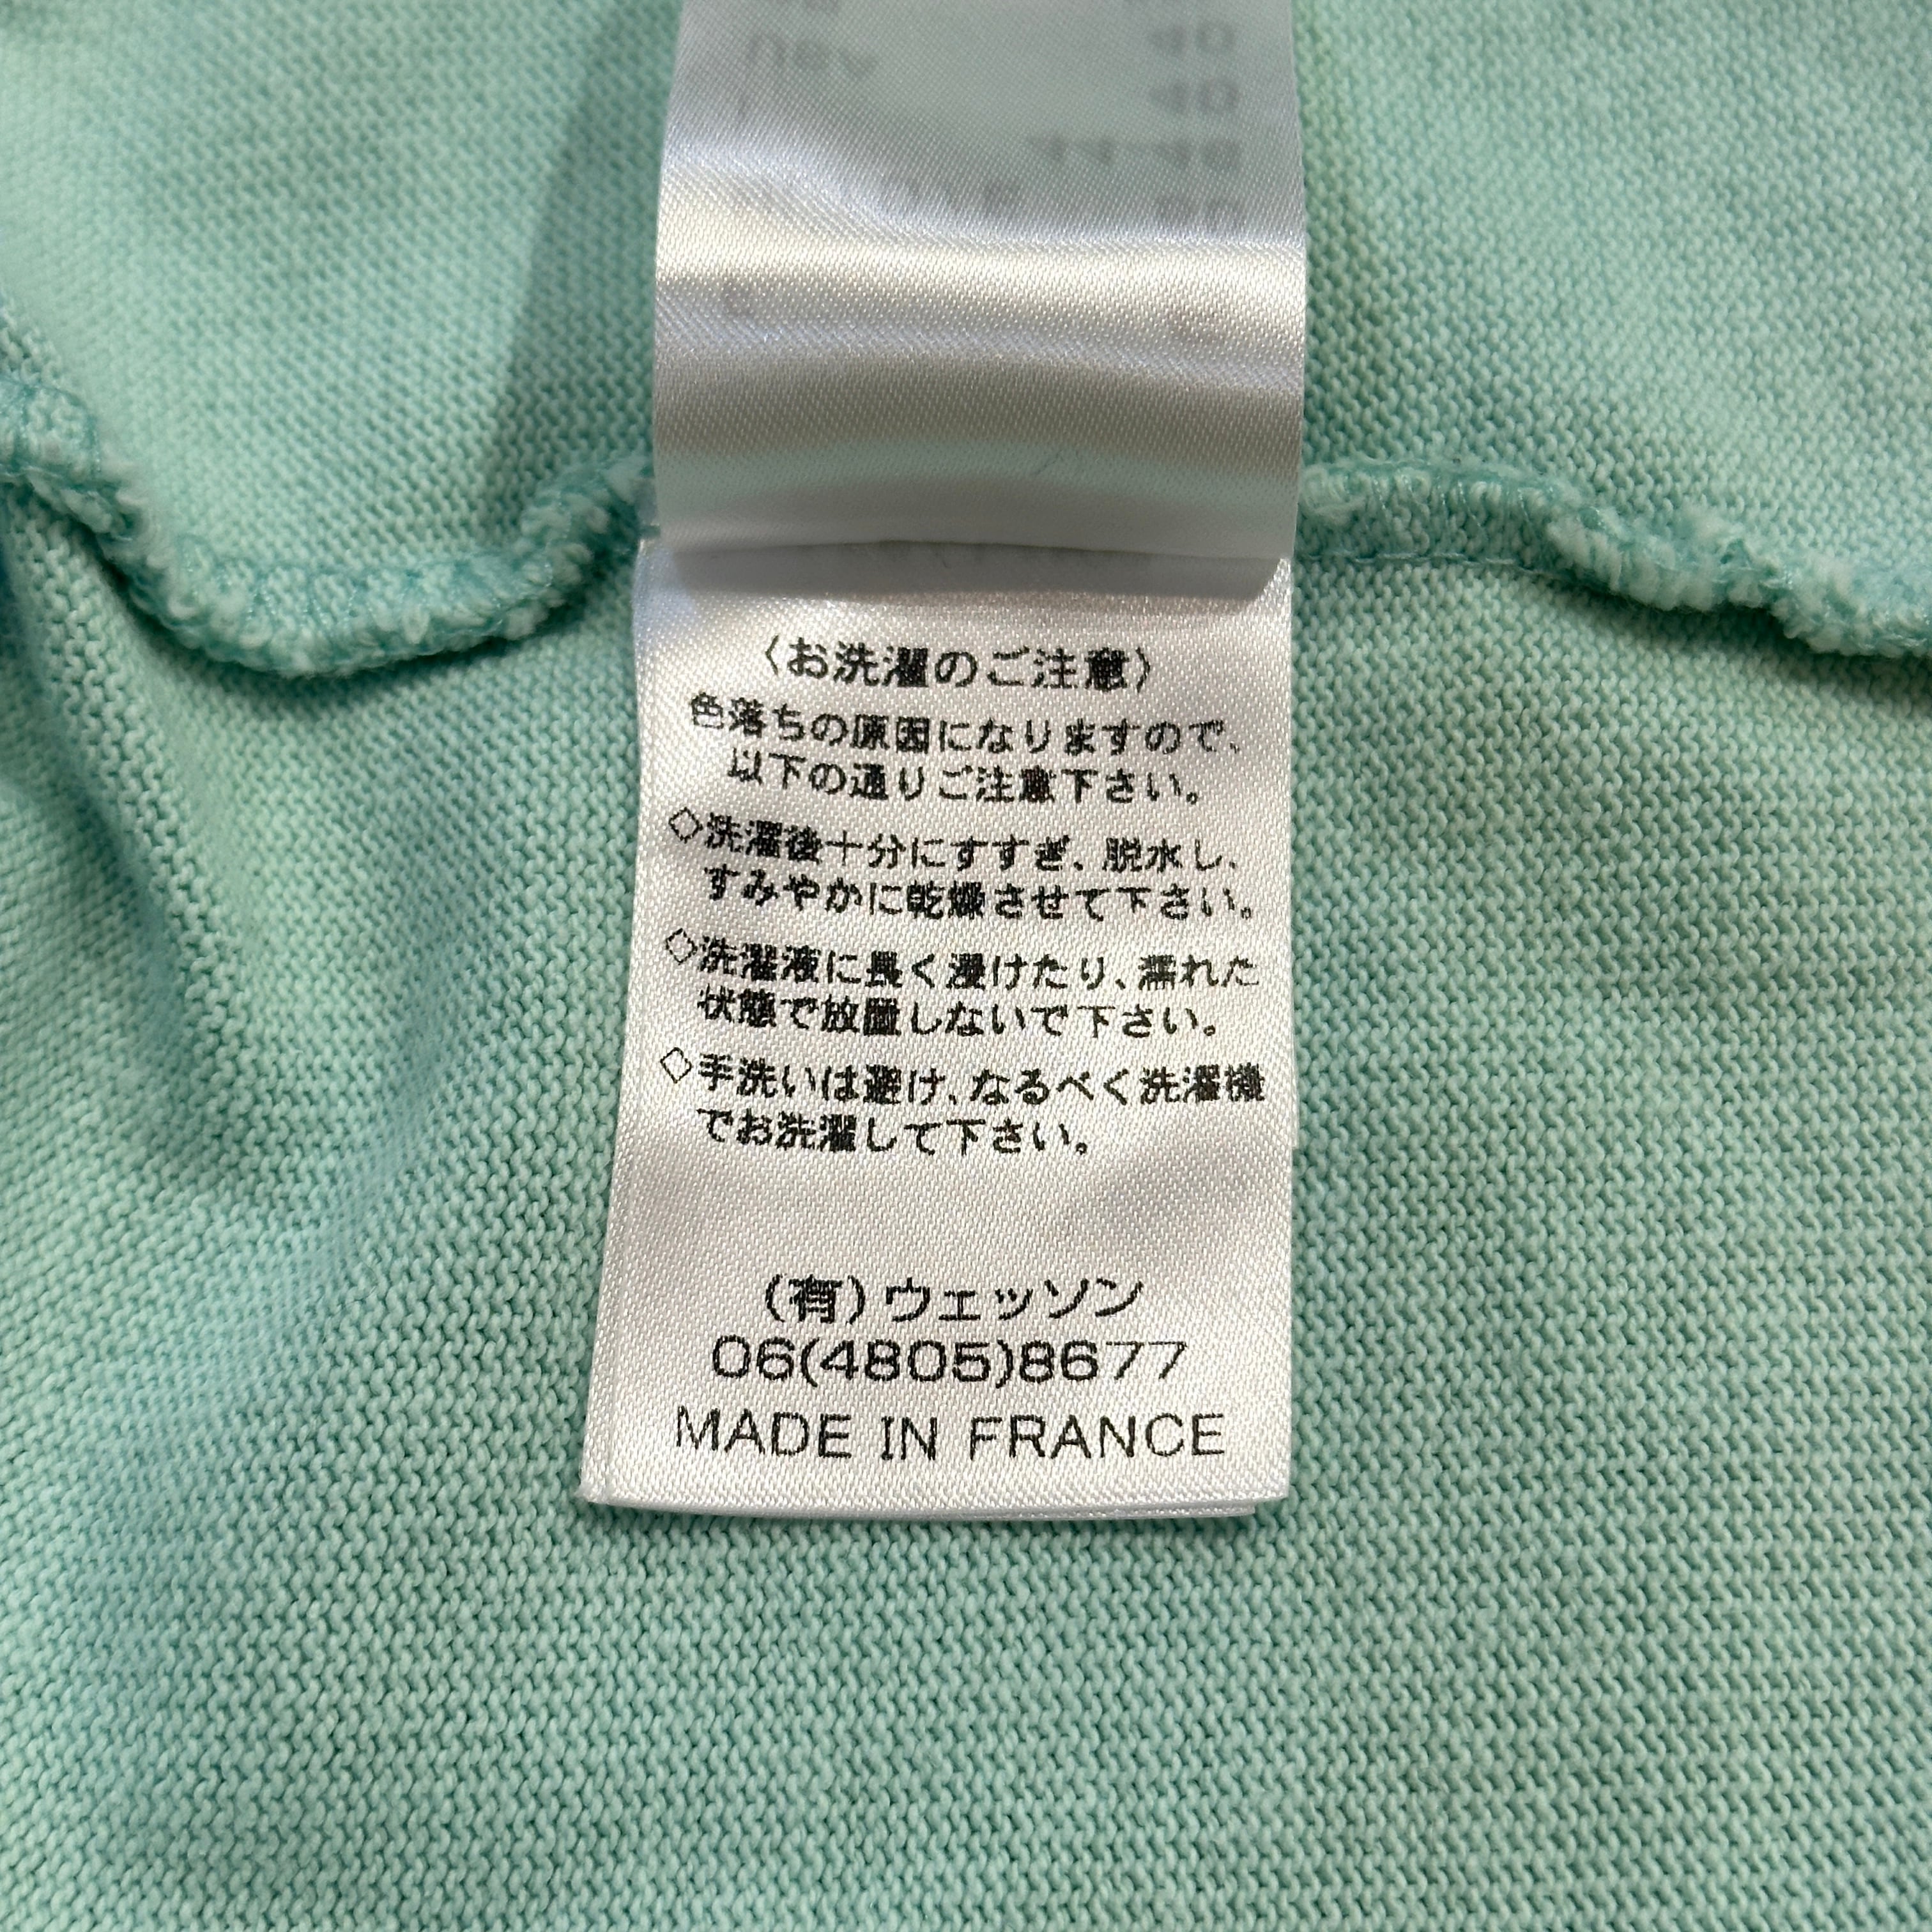 〈お洗濯のご注意〉
色落ちの原因になりますので、
以下の通りご注意下さい。
◇洗濯後十分にすすぎ、脱水し、
すみやかに乾燥させて下さい。
◇洗濯液に長く浸けたり、濡れた
状態で放置しないで下さい。
◇手洗いは避け、なるべく洗濯機
でお洗濯して下さい。
(有)ウェッソン
06(4805)8677
MADE IN FRANCE